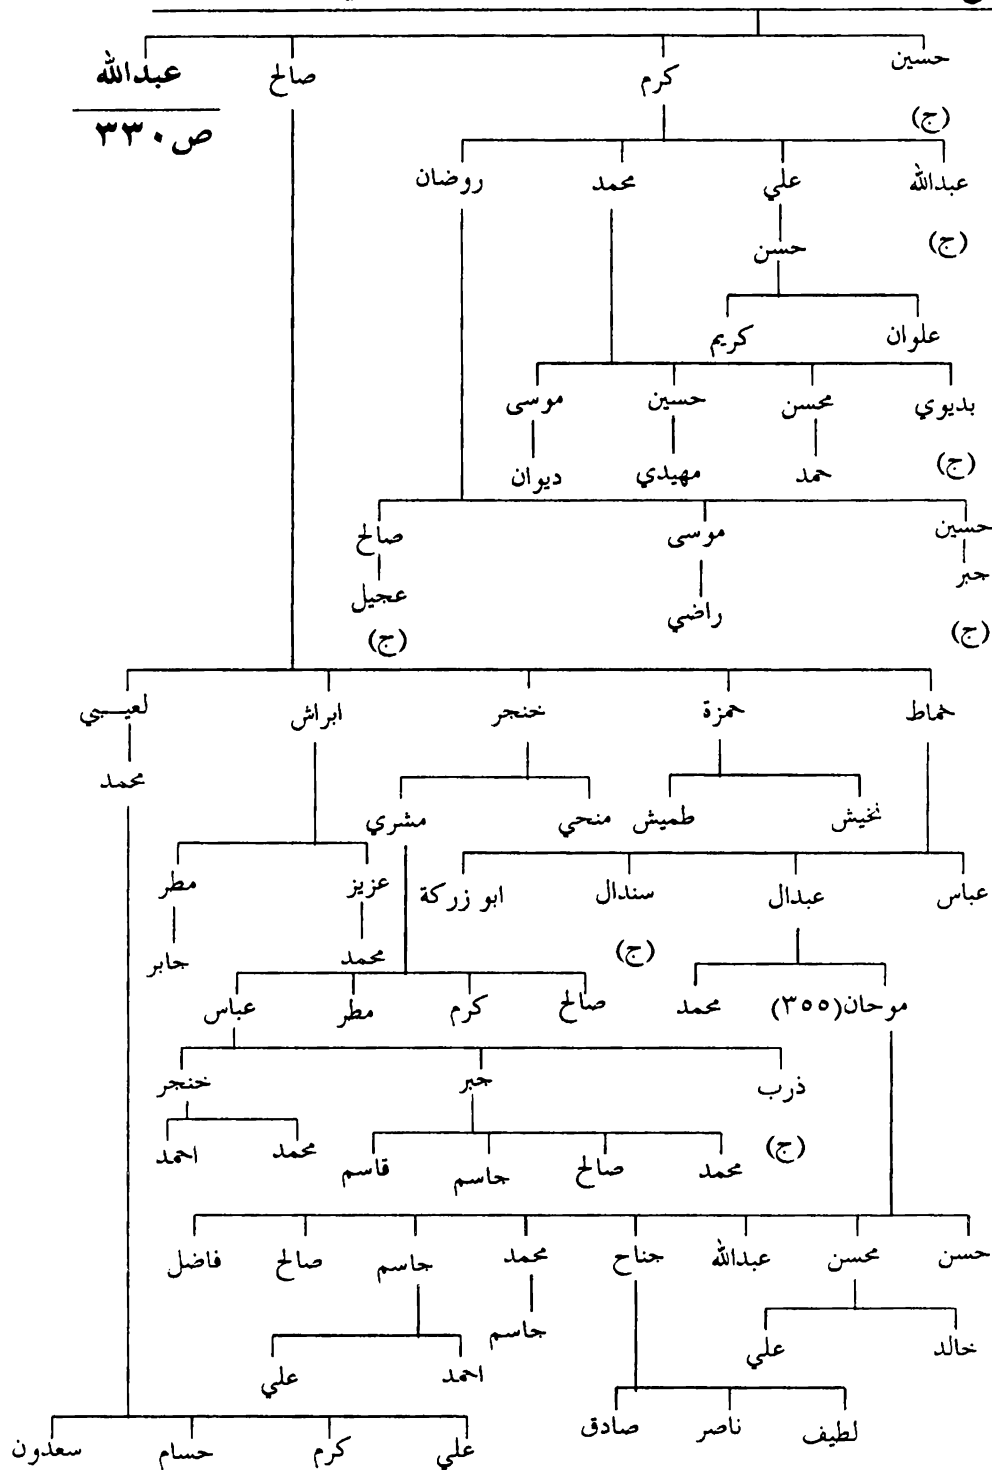 حسين كرم صالح عبدالله
(ج) ص٣٣٠
عبدالله علي محمد روضان
(ج) حسن
علوان كريم
بديوي محسن حسين موسى
(ج) حمد مهيدي ديوان
حسين موسى صالح
جبر راضي عجيل
(ج) (ج)
خماط حمزة خنجر ابراش لعيبي
محمد
نخيش طميش منحي مشري
عباس عبدال سندال ابو زركة عزيز مطر
(ج) محمد جابر
موحان(٣٥٥) محمد صالح كرم مطر عباس
ذرب جبر خنجر
(ج) محمد صالح جاسم قاسم محمد احمد
حسن محسن عبدالله جناح محمد جاسم صالح فاضل
خالد علي جاسم احمد علي
لطيف ناصر صادق
علي كرم حسام سعدون